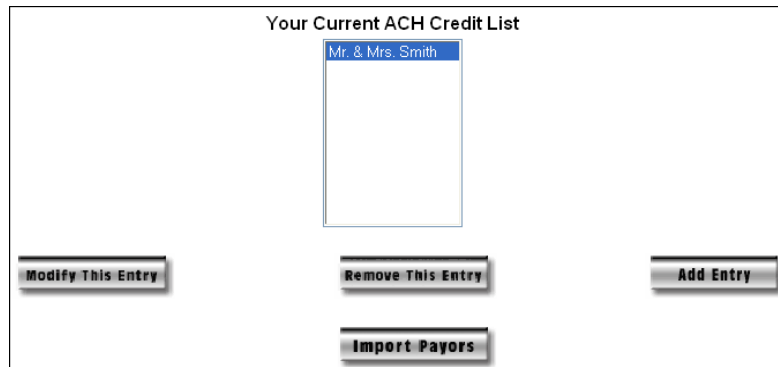 Your Current ACH Credit List
Mr. & Mrs. Smith
Modify This Entry
Remove This Entry
Add Entry
Import Payors